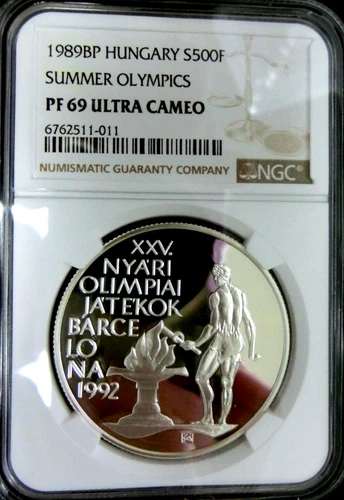 1989BP HUNGARY S500F
SUMMER OLYMPICS
PF 69 ULTRA CAMEO
6762511-011
NUMISMATIC GUARANTY COMPANY
NGC®
XXV.
NYÁRI
OLIMPIAI
JÁTÉKOK
BARCE
LO
NA
1992